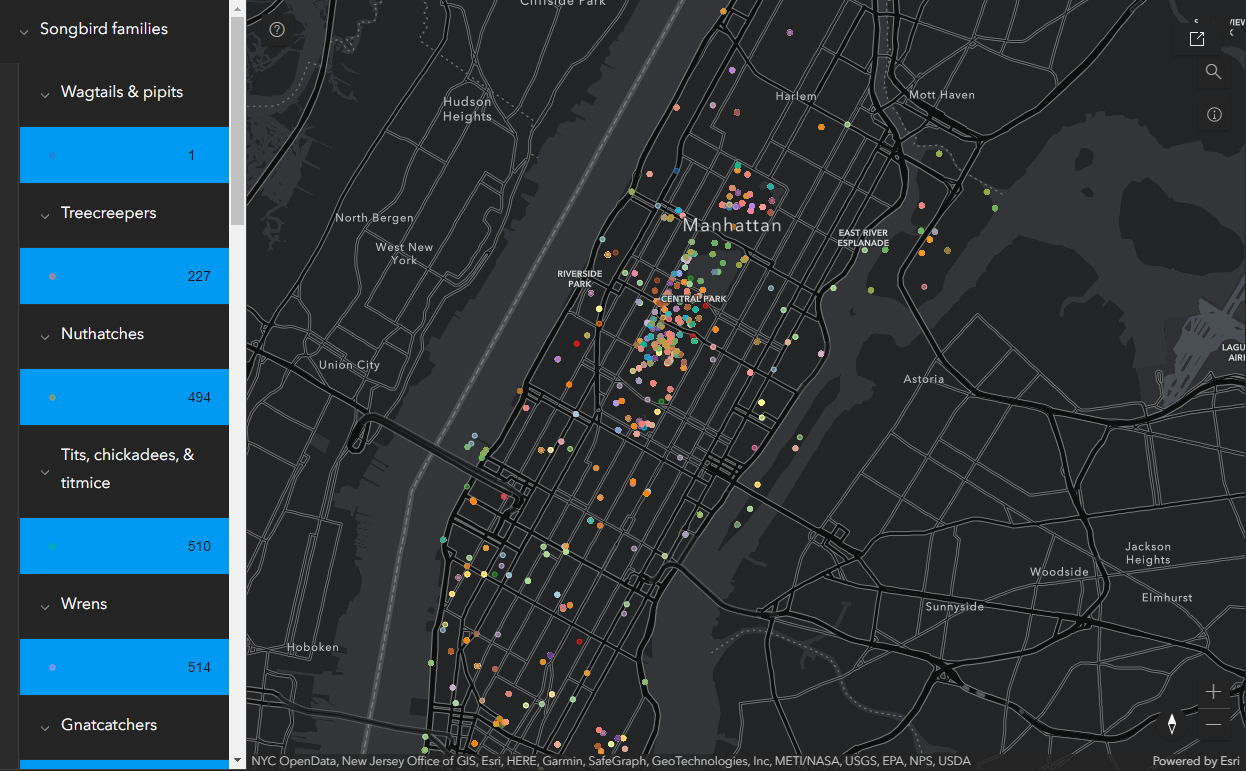 Songbird families
Wagtails & pipits
1
Treecreepers
227
Nuthatches
494
Tits, chickadees, &
titmice
510
Wrens
514
Gnatcatchers
Cliffside Park
Hudson
Heights
Harlem
Mott Haven
North Bergen
West New
York
Manhattan
EAST RIVER
ESPLANADE
RIVERSIDE
PARK
CENTRAL PARK
Union City
Astoria
LAGU
AIR
Jackson
Heights
Woodside
Elmhurst
Sunnyside
Hoboken
NYC OpenData, New Jersey Office of GIS, Esri, HERE, Garmin, SafeGraph, GeoTechnologies, Inc, METI/NASA, USGS, EPA, NPS, USDA
Powered by Esri